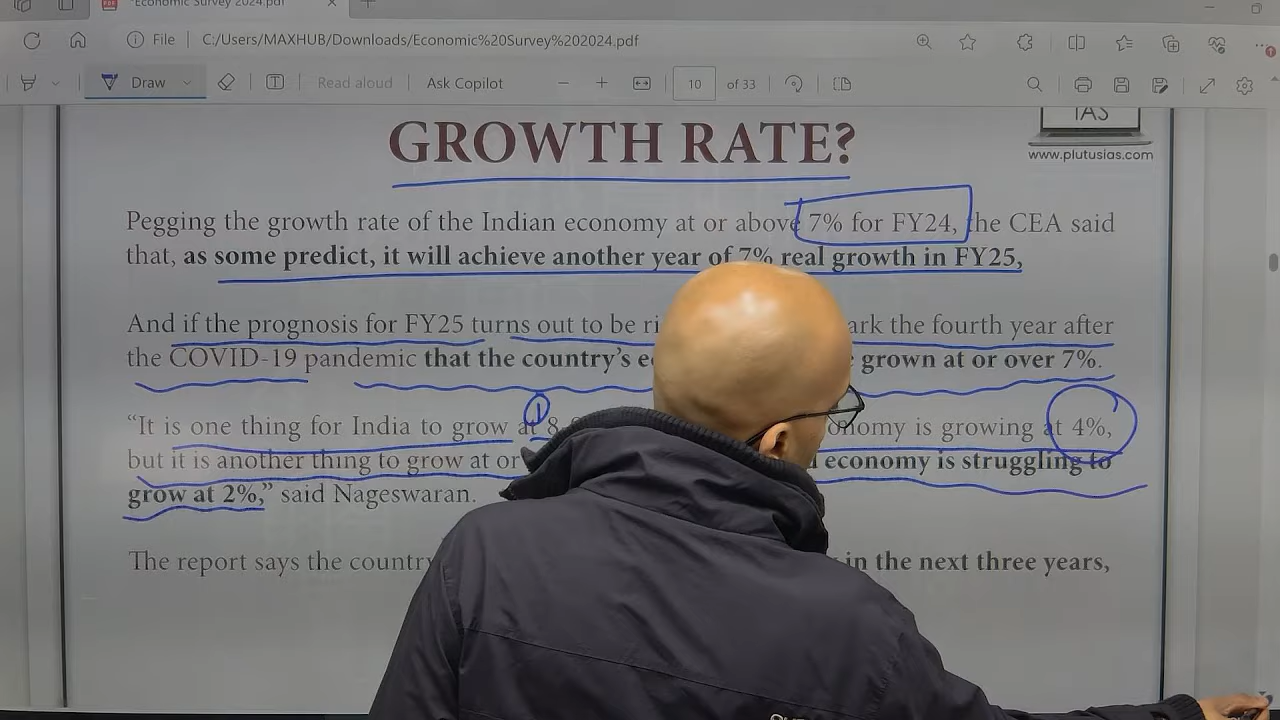 "Economic Survey 2024.pdf
File C:/Users/MAXHUB/Downloads/Economic%20Survey%202024.pdf
Draw Read aloud Ask Copilot 10 of 33
IAS
www.plutusias.com
GROWTH RATE?
Pegging the growth rate of the Indian economy at or above 7% for FY24, the CEA said
that, as some predict, it will achieve another year of 7% real growth in FY25,
And if the prognosis for FY25 turns out to be the fourth year after
the COVID-19 pandemic that the country's grown at or over 7%.
1
“It is one thing for India to grow at is growing at 4%,
but it is another thing to grow at or economy is struggling to
grow at 2%,” said Nageswaran.
The report says the country in the next three years,